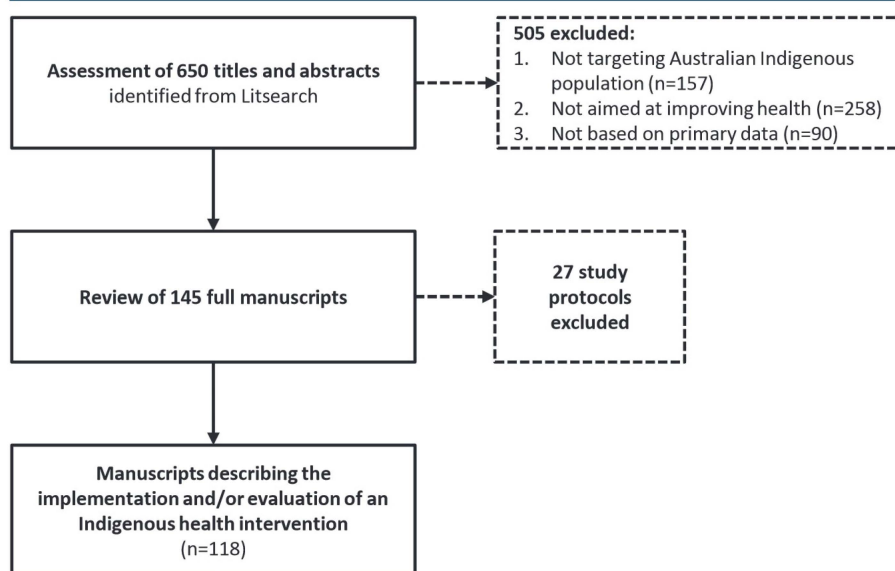 Assessment of 650 titles and abstracts
identified from Litsearch
505 excluded:
1. Not targeting Australian Indigenous
population (n=157)
2. Not aimed at improving health (n=258)
3. Not based on primary data (n=90)
Review of 145 full manuscripts
27 study
protocols
excluded
Manuscripts describing the
implementation and/or evaluation of an
Indigenous health intervention
(n=118)